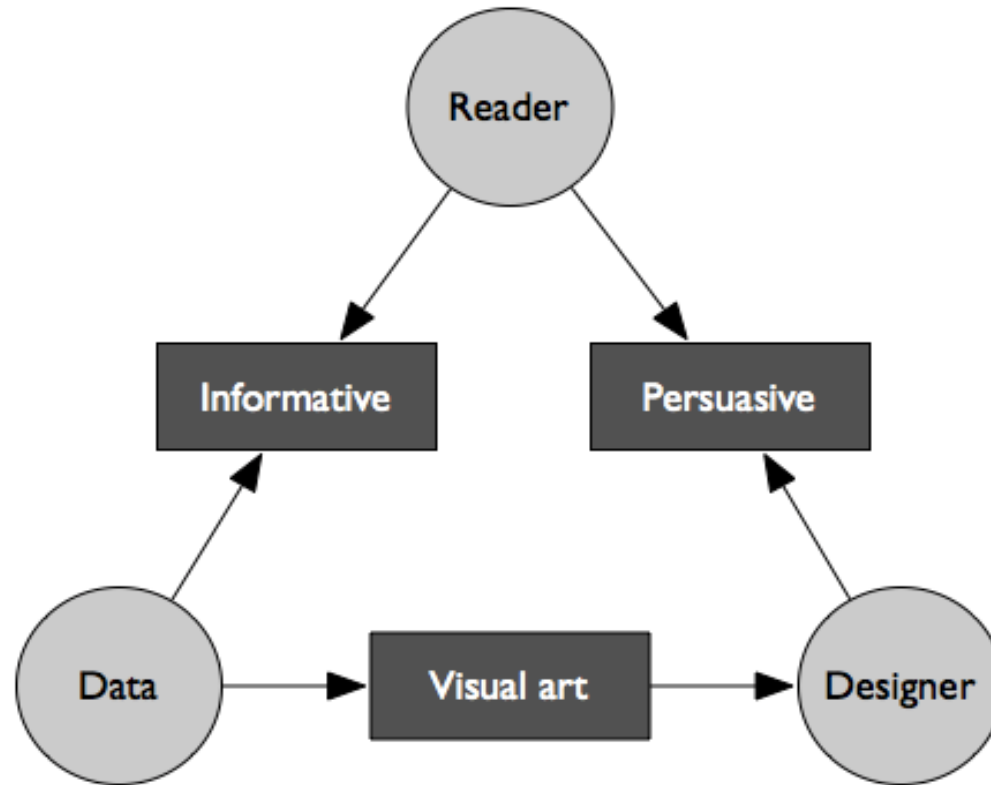 Reader
Informative
Persuasive
Data
Visual art
Designer